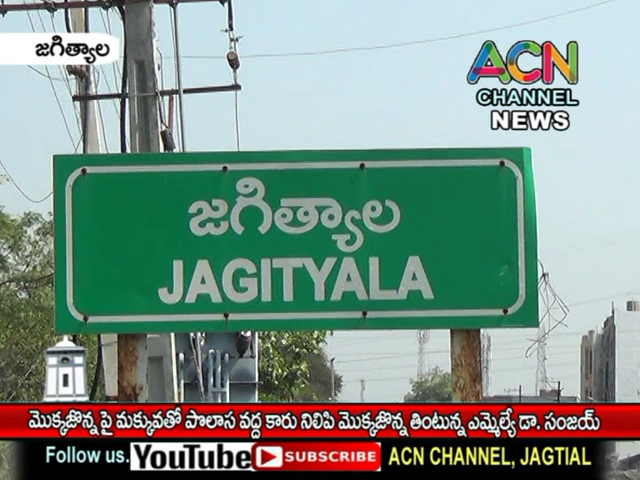 జగిత్యాల
ACN
CHANNEL
NEWS
జగిత్యాల
JAGITYALA
మొక్కజొన్న పై మక్కువతో పొలాస వద్ద కారు నిలిపి మొక్కజొన్న తింటున్న ఎమ్మెల్యే డా. సంజయ్
Follow us. YouTube SUBSCRIBE ACN CHANNEL, JAGTIAL